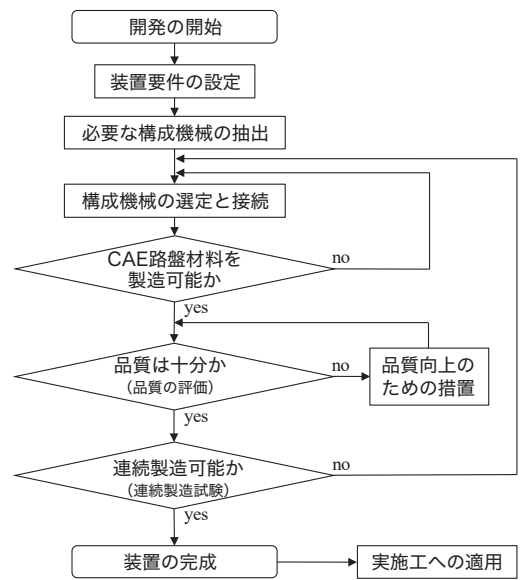 開発の開始
装置要件の設定
必要な構成機械の抽出
構成機械の選定と接続
CAE路盤材料を
製造可能か
no
yes
品質は十分か
(品質の評価)
no
品質向上の
ための措置
yes
連続製造可能か
(連続製造試験)
no
yes
装置の完成
実施工への適用